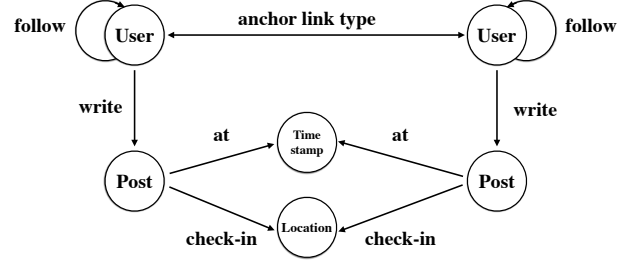 anchor link type
follow
User
User
follow
write
write
at
Time
stamp
at
Post
Post
check-in
Location
check-in